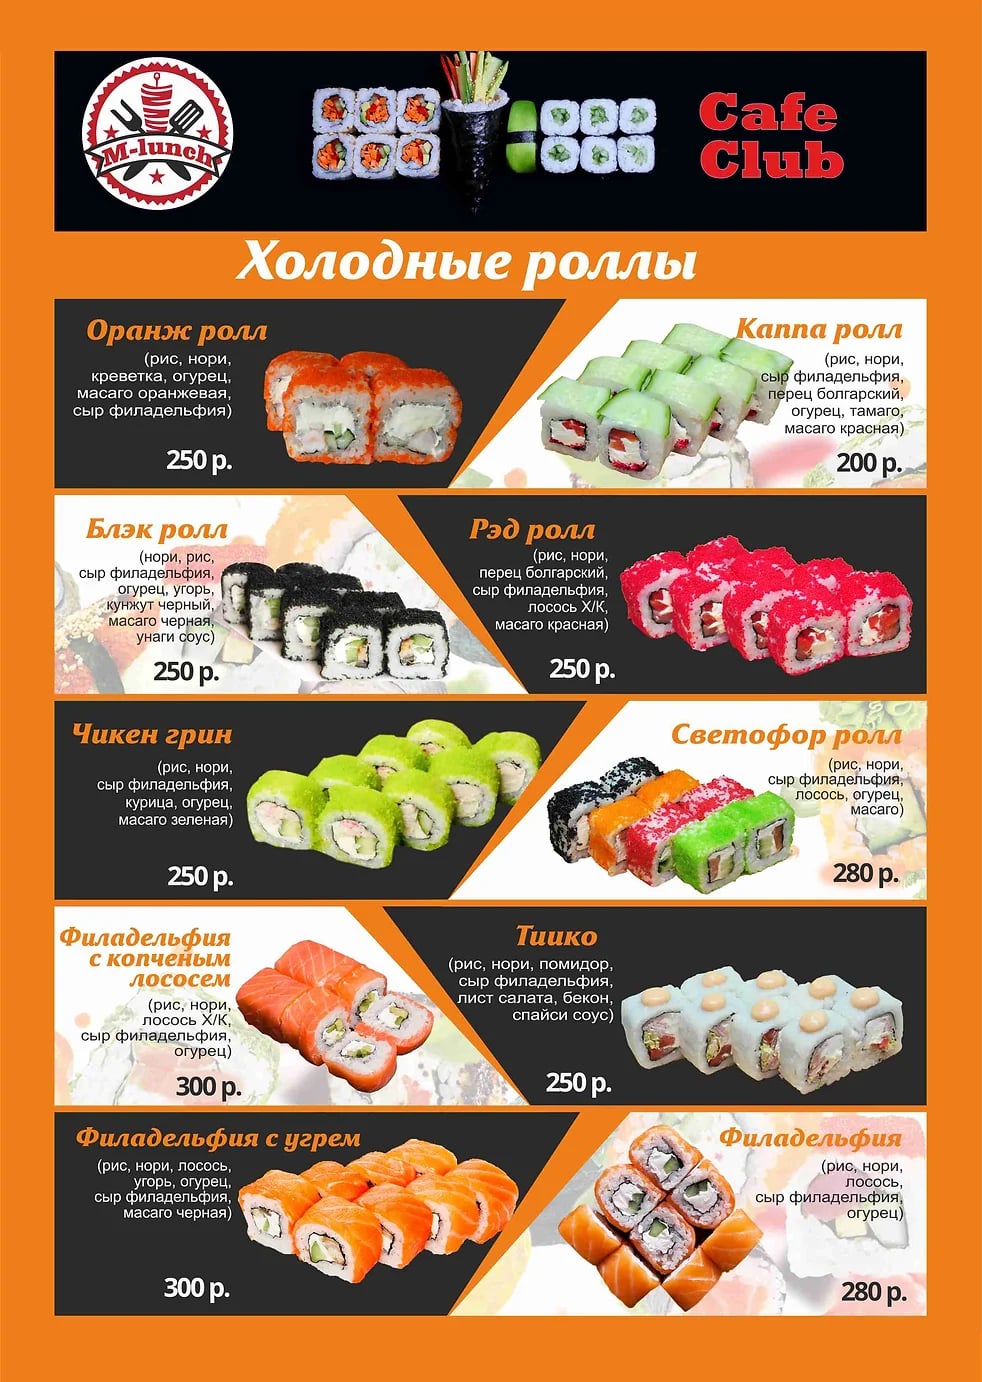 M-lunch
Cafe
Club
Холодные роллы
Оранж ролл
(рис, нори,
креветка, огурец,
масаго оранжевая,
сыр филадельфия)
250 р.
Каппа ролл
(рис, нори,
сыр филадельфия,
перец болгарский,
огурец, тамаго,
масаго красная)
200 р.
Блэк ролл
(нори, рис,
сыр филадельфия,
огурец, угорь,
кунжут черный,
масаго черная,
унаги соус)
250 р.
Рэд ролл
(рис, нори,
перец болгарский,
сыр филадельфия,
лосось Х/К,
масаго красная)
250 р.
Чикен грин
(рис, нори,
сыр филадельфия,
курица, огурец,
масаго зеленая)
250 р.
Светофор ролл
(рис, нори,
сыр филадельфия,
лосось, огурец,
масаго)
280 р.
Филадельфия
с копченым
лососем
(рис, нори,
лосось Х/К,
сыр филадельфия,
огурец)
300 р.
Тиико
(рис, нори, помидор,
сыр филадельфия,
лист салата, бекон,
спайси соус)
250 р.
Филадельфия с угрем
(рис, нори, лосось,
угорь, огурец,
сыр филадельфия,
масаго черная)
300 р.
Филадельфия
(рис, нори,
лосось,
сыр филадельфия,
огурец)
280 р.